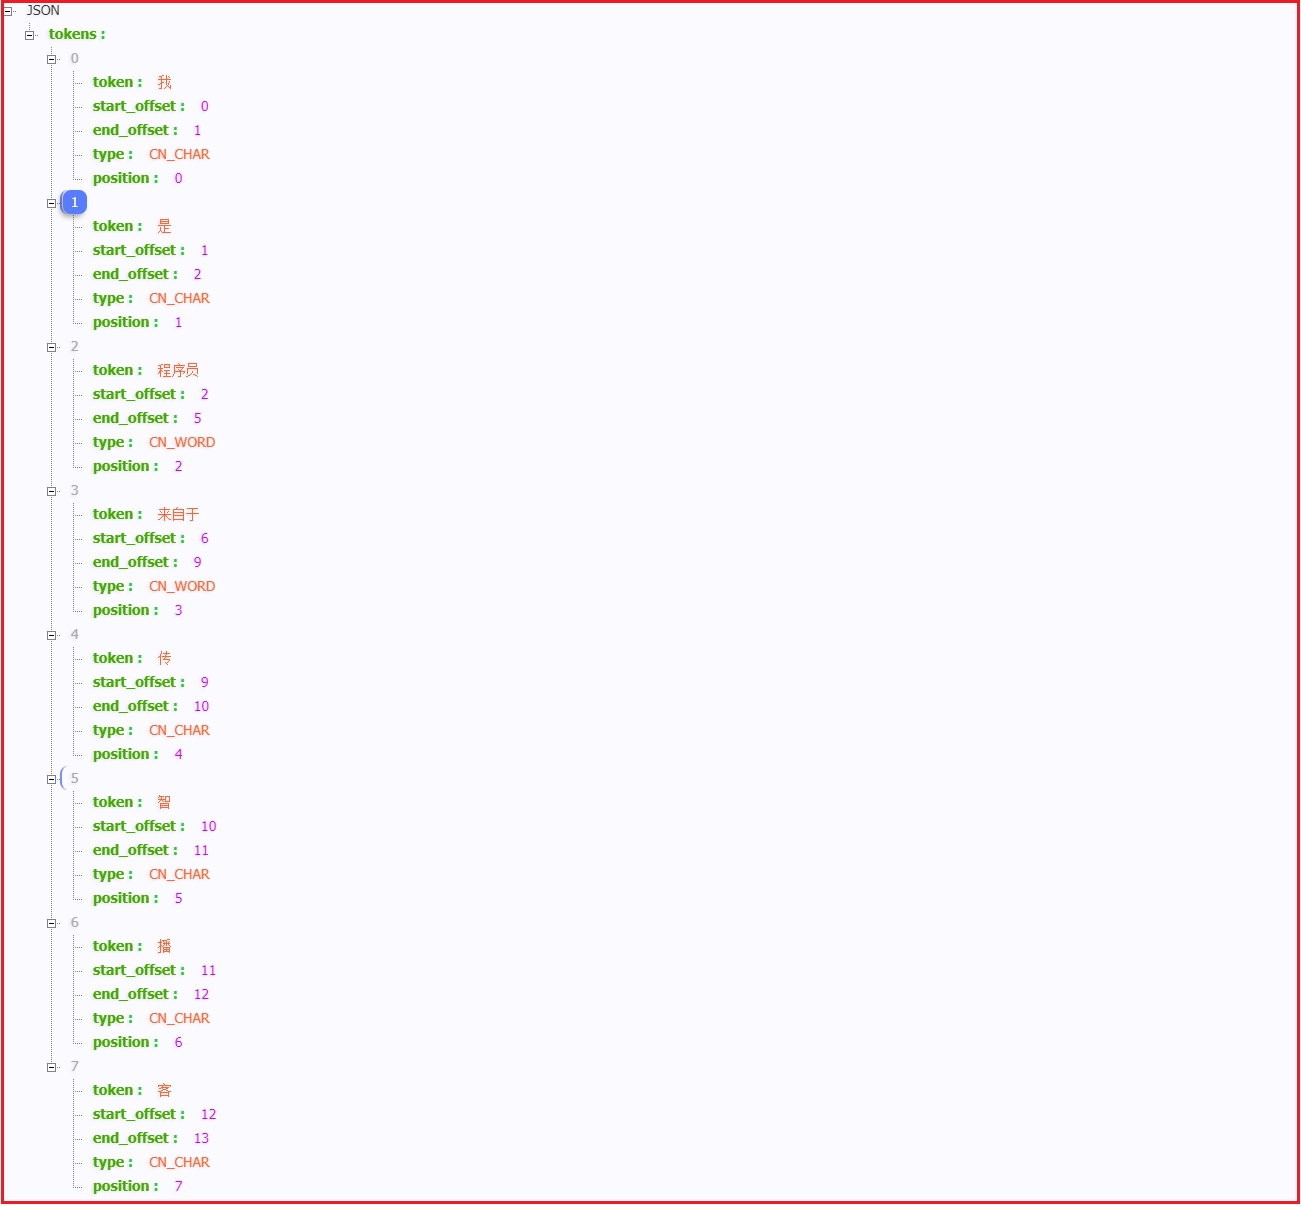 JSON
tokens :
0
token : 我
start_offset : 0
end_offset : 1
type : CN_CHAR
position : 0
1
token : 是
start_offset : 1
end_offset : 2
type : CN_CHAR
position : 1
2
token : 程序员
start_offset : 2
end_offset : 5
type : CN_WORD
position : 2
3
token : 来自于
start_offset : 6
end_offset : 9
type : CN_WORD
position : 3
4
token : 传
start_offset : 9
end_offset : 10
type : CN_CHAR
position : 4
5
token : 智
start_offset : 10
end_offset : 11
type : CN_CHAR
position : 5
6
token : 播
start_offset : 11
end_offset : 12
type : CN_CHAR
position : 6
7
token : 客
start_offset : 12
end_offset : 13
type : CN_CHAR
position : 7